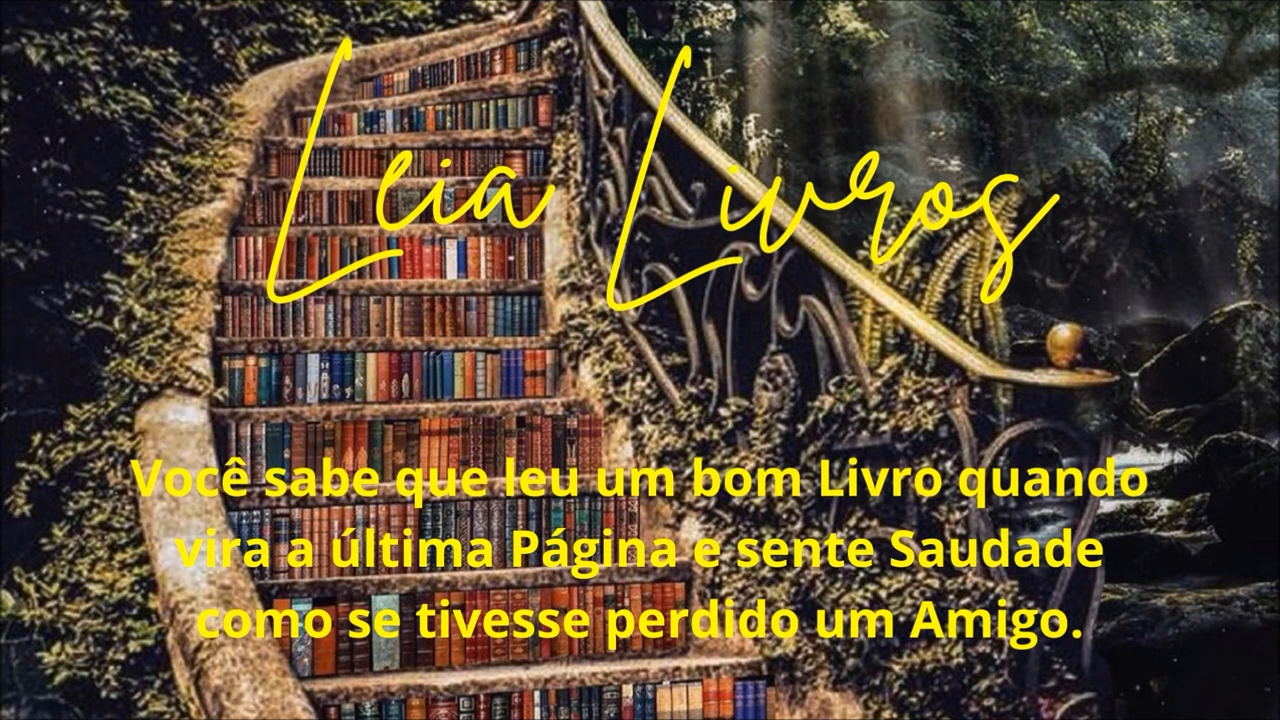 Leia Livros
Você sabe que leu um bom Livro quando
vira a última Página e sente Saudade
como se tivesse perdido um Amigo.